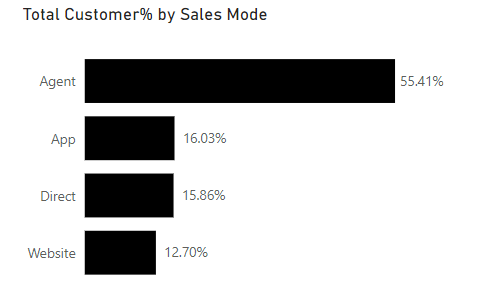 Total Customer% by Sales Mode
Agent 55.41%
App 16.03%
Direct 15.86%
Website 12.70%